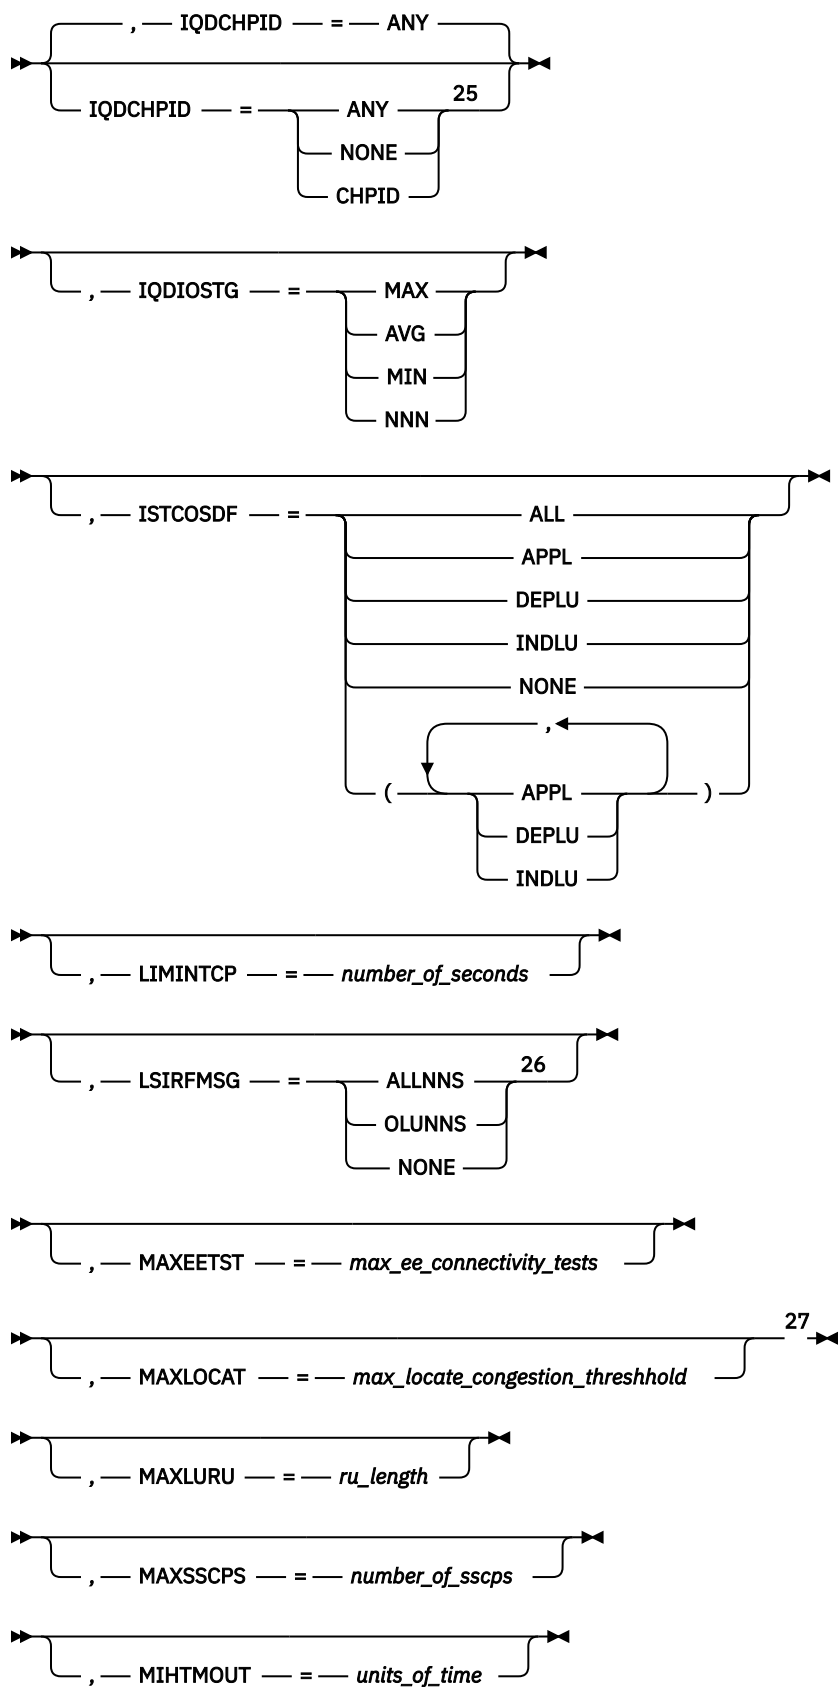 , IQDCHPID = ANY
IQDCHPID = ANY 25
NONE
CHPID
, IQDIOSTG = MAX
AVG
MIN
NNN
, ISTCOSDF = ALL
APPL
DEPLU
INDLU
NONE
,
( APPL )
DEPLU
INDLU
, LIMINTCP = number_of_seconds
, LSIRFMSG = ALLNNS 26
OLUNNS
NONE
, MAXEETST = max_ee_connectivity_tests
27
, MAXLOCAT = max_locate_congestion_threshhold
, MAXLURU = ru_length
, MAXSSCPS = number_of_sscps
, MIHTMOUT = units_of_time